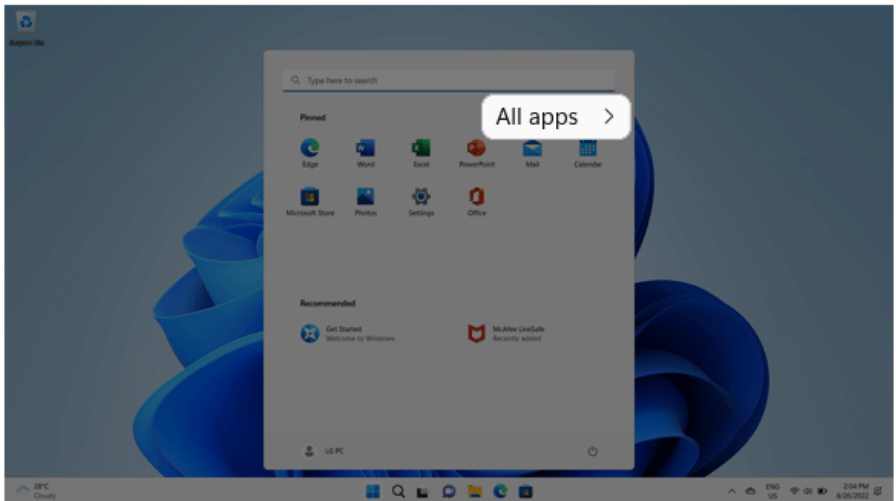 Recycle Bin
Type here to search
Pinned
All apps >
Edge Word Excel PowerPoint Mail Calendar
Microsoft Store Photos Settings Office
Recommended
Get Started
Welcome to Windows
McAfee LiveSafe
Recently added
LG PC
28°C
Cloudy
ENG
US
2:04 PM
8/26/2022